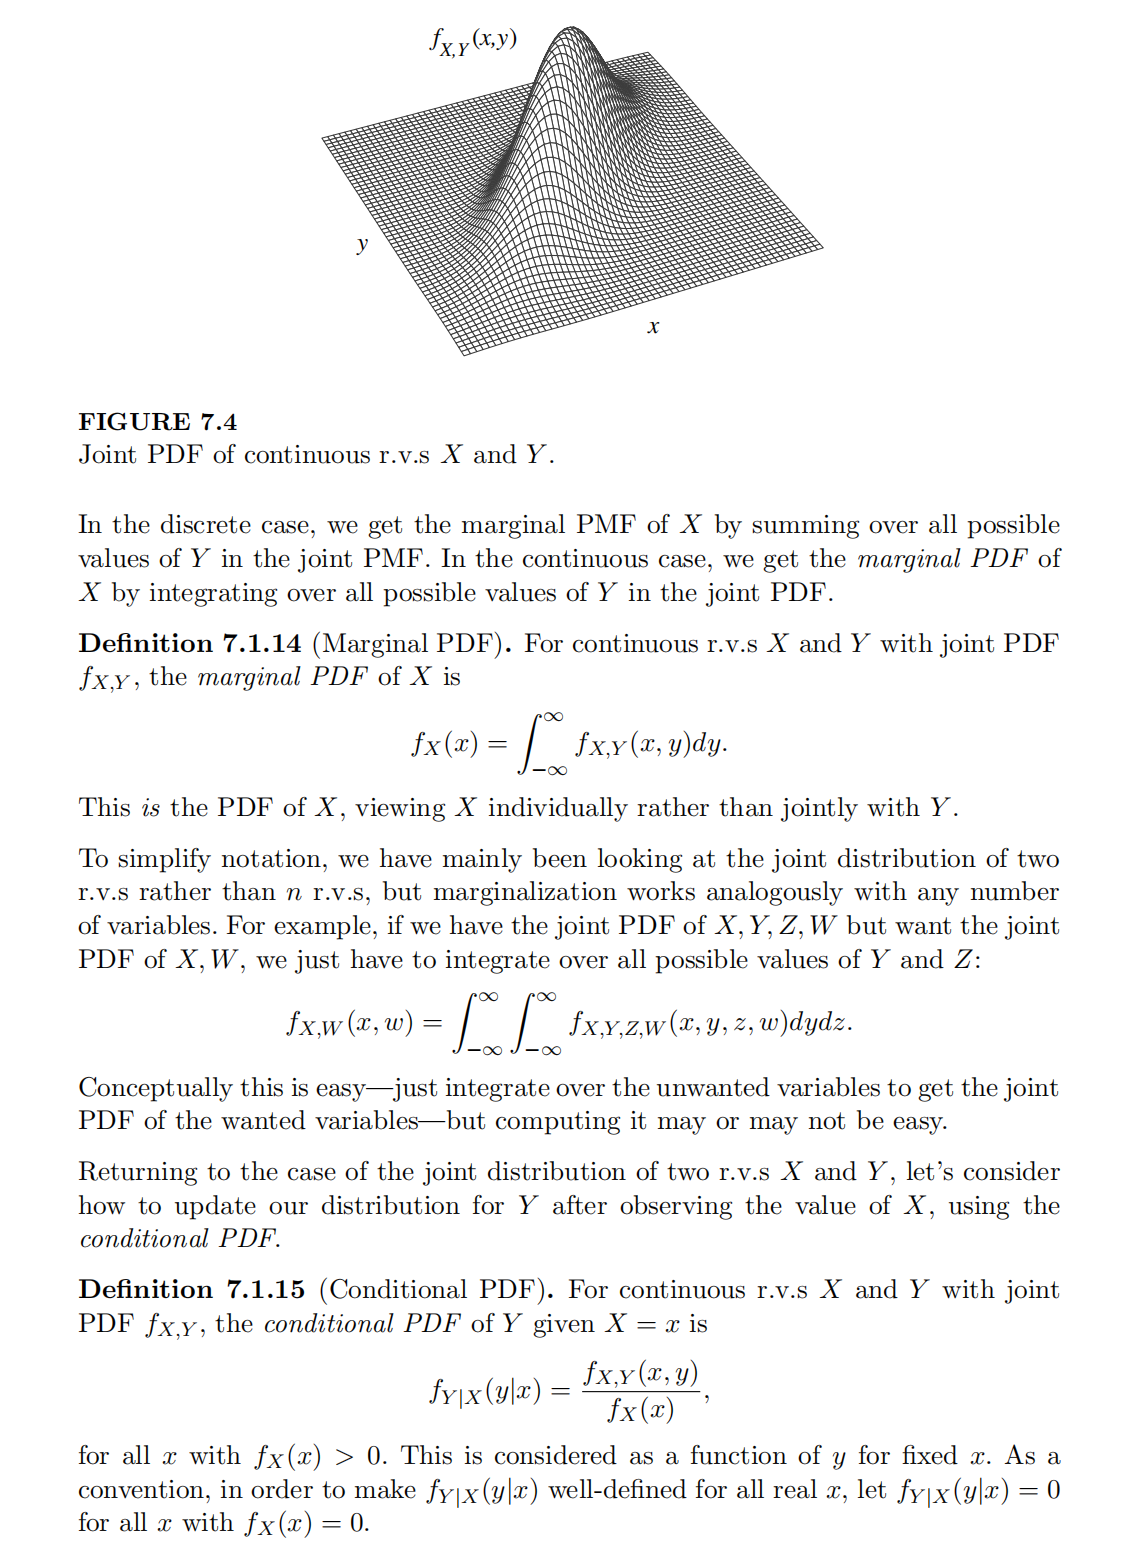 f_{X,Y}(x,y)
y
x
FIGURE 7.4
Joint PDF of continuous r.v.s X and Y.
In the discrete case, we get the marginal PMF of X by summing over all possible
values of Y in the joint PMF. In the continuous case, we get the marginal PDF of
X by integrating over all possible values of Y in the joint PDF.
Definition 7.1.14 (Marginal PDF). For continuous r.v.s X and Y with joint PDF
f_{X,Y}, the marginal PDF of X is
f_X(x) = ∫_{−∞}^{∞} f_{X,Y}(x, y)dy.
This is the PDF of X, viewing X individually rather than jointly with Y.
To simplify notation, we have mainly been looking at the joint distribution of two
r.v.s rather than n r.v.s, but marginalization works analogously with any number
of variables. For example, if we have the joint PDF of X, Y, Z, W but want the joint
PDF of X, W, we just have to integrate over all possible values of Y and Z:
f_{X,W}(x, w) = ∫_{−∞}^{∞} ∫_{−∞}^{∞} f_{X,Y,Z,W}(x, y, z, w)dydz.
Conceptually this is easy—just integrate over the unwanted variables to get the joint
PDF of the wanted variables—but computing it may or may not be easy.
Returning to the case of the joint distribution of two r.v.s X and Y, let's consider
how to update our distribution for Y after observing the value of X, using the
conditional PDF.
Definition 7.1.15 (Conditional PDF). For continuous r.v.s X and Y with joint
PDF f_{X,Y}, the conditional PDF of Y given X = x is
f_{Y|X}(y|x) = \frac{f_{X,Y}(x, y)}{f_X(x)},
for all x with f_X(x) > 0. This is considered as a function of y for fixed x. As a
convention, in order to make f_{Y|X}(y|x) well-defined for all real x, let f_{Y|X}(y|x) = 0
for all x with f_X(x) = 0.